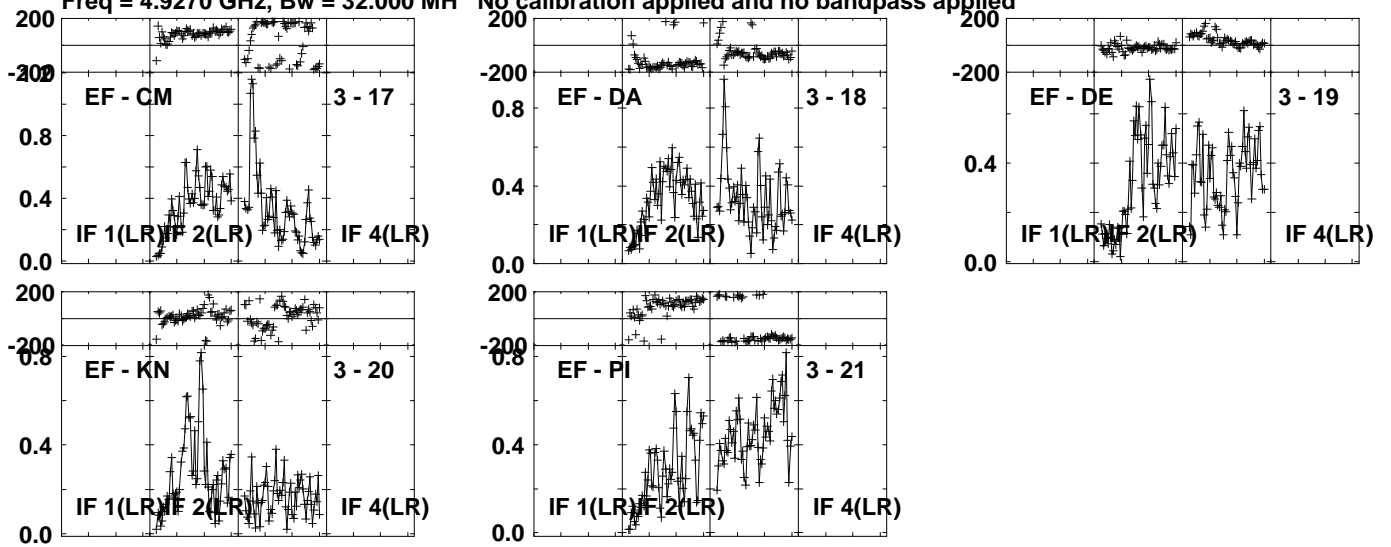 Freq = 4.9270 GHz, Bw = 32.000 MH No calibration applied and no bandpass applied
200
-200
1.2
EF - CM
3 - 17
0.8
0.4
0.0
IF 1(LR)
IF 2(LR)
IF 4(LR)
200
-200
EF - DA
3 - 18
0.8
0.4
0.0
IF 1(LR)
IF 2(LR)
IF 4(LR)
200
-200
EF - DE
3 - 19
0.4
0.0
IF 1(LR)
IF 2(LR)
IF 4(LR)
200
-200
0.8
EF - KN
3 - 20
0.4
0.0
IF 1(LR)
IF 2(LR)
IF 4(LR)
200
-200
0.8
EF - PI
3 - 21
0.4
0.0
IF 1(LR)
IF 2(LR)
IF 4(LR)